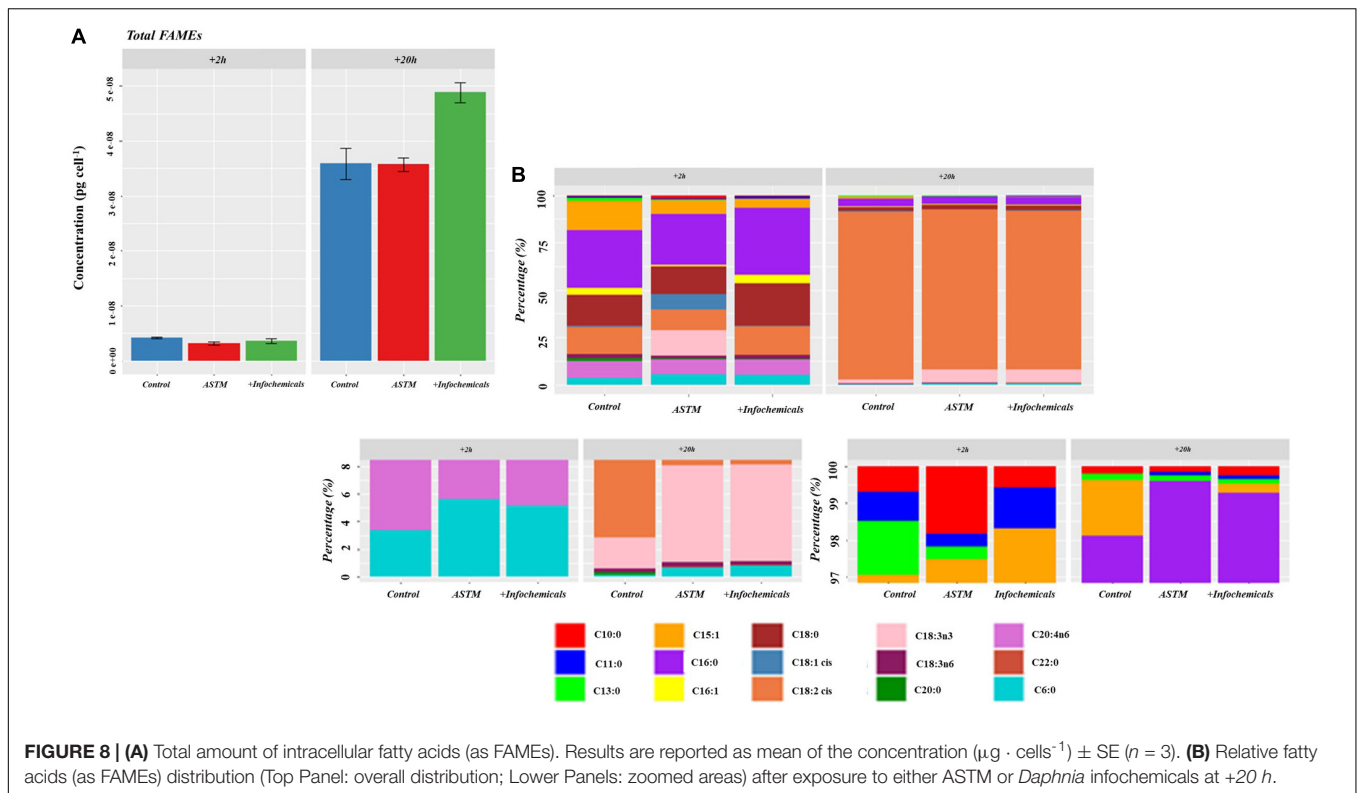 A
Total FAMEs
+2h
+20h
Concentration (pg cell-1)
5 e-08
4 e-08
3 e-08
2 e-08
1 e-08
0 e+00
Control
ASTM
+Infochemicals
Control
ASTM
+Infochemicals
B
+2h
+20h
Percentage (%)
100
75
50
25
0
Control
ASTM
+Infochemicals
Control
ASTM
+Infochemicals
+2h
+20h
Percentage (%)
8
6
4
2
0
Control
ASTM
+Infochemicals
Control
ASTM
+Infochemicals
+2h
+20h
Percentage (%)
100
99
98
97
Control
ASTM
Infochemicals
Control
ASTM
+Infochemicals
C10:0 C15:1 C18:0 C18:3n3 C20:4n6
C11:0 C16:0 C18:1 cis C18:3n6 C22:0
C13:0 C16:1 C18:2 cis C20:0 C6:0
FIGURE 8 | (A) Total amount of intracellular fatty acids (as FAMEs). Results are reported as mean of the concentration (µg · cells-1) ± SE (n = 3). (B) Relative fatty
acids (as FAMEs) distribution (Top Panel: overall distribution; Lower Panels: zoomed areas) after exposure to either ASTM or Daphnia infochemicals at +20 h.